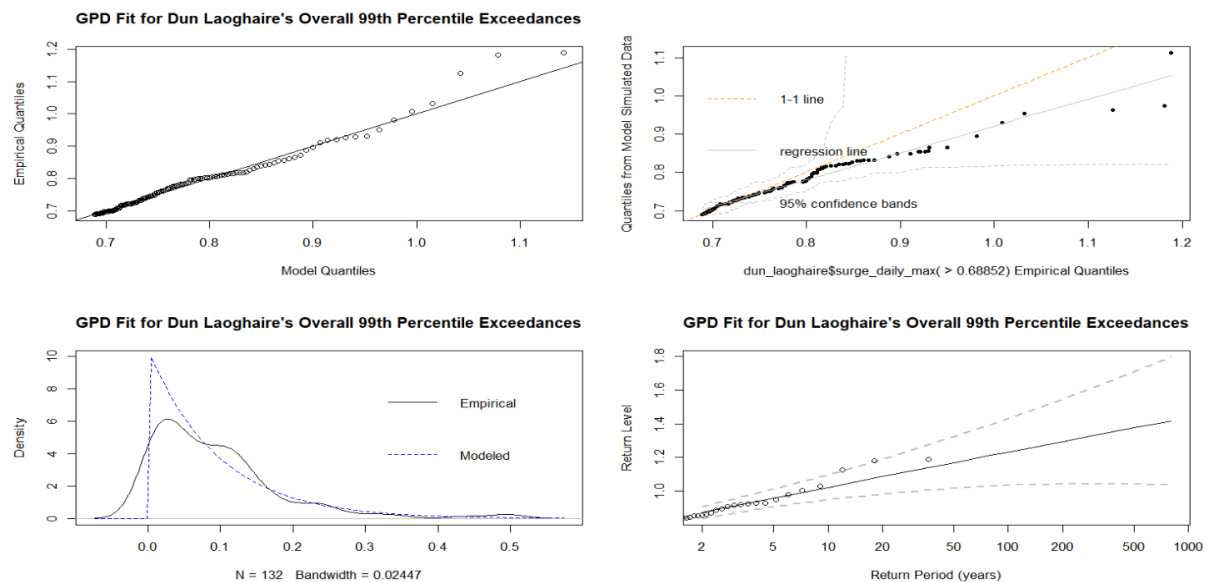 GPD Fit for Dun Laoghaire's Overall 99th Percentile Exceedances
Empirical Quantiles
0.7 0.8 0.9 1.0 1.1 1.2
0.7 0.8 0.9 1.0 1.1
Model Quantiles
Quantiles from Model Simulated Data
0.7 0.8 0.9 1.0 1.1
1-1 line
regression line
95% confidence bands
0.7 0.8 0.9 1.0 1.1 1.2
dun_laoghaire$surge_daily_max( > 0.68852) Empirical Quantiles
GPD Fit for Dun Laoghaire's Overall 99th Percentile Exceedances
Density
0 2 4 6 8 10
Empirical
Modeled
0.0 0.1 0.2 0.3 0.4 0.5
N = 132 Bandwidth = 0.02447
GPD Fit for Dun Laoghaire's Overall 99th Percentile Exceedances
Return Level
1.0 1.2 1.4 1.6 1.8
2 5 10 20 50 100 200 500 1000
Return Period (years)